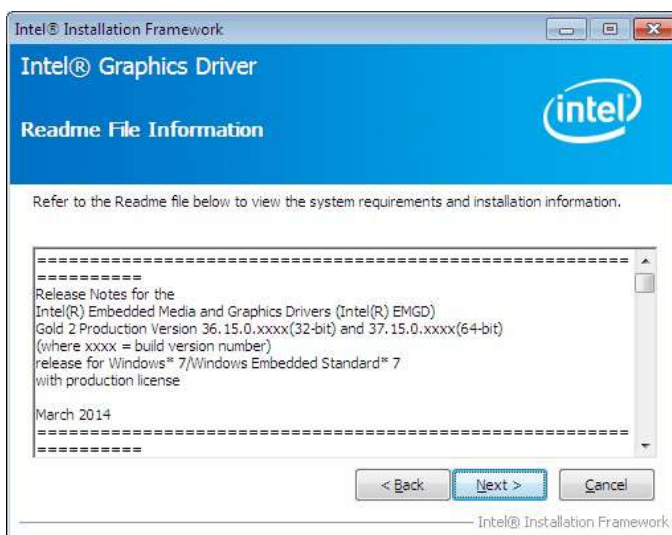 Intel® Installation Framework
Intel® Graphics Driver
intel
Readme File Information
Refer to the Readme file below to view the system requirements and installation information.
========================================================
==========
Release Notes for the
Intel(R) Embedded Media and Graphics Drivers (Intel(R) EMGD)
Gold 2 Production Version 36.15.0.xxxx(32-bit) and 37.15.0.xxxx(64-bit)
(where xxxx = build version number)
release for Windows* 7/Windows Embedded Standard* 7
with production license
March 2014
========================================================
==========
< Back
Next >
Cancel
Intel® Installation Framework